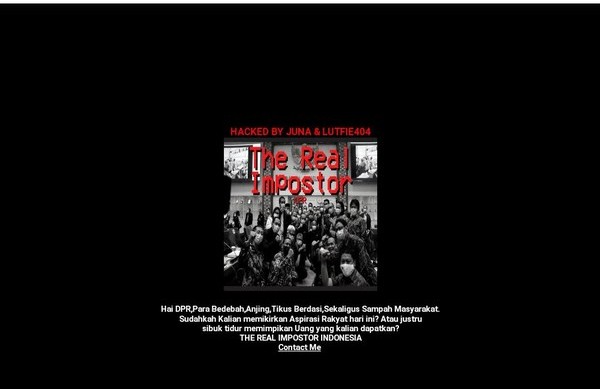 HACKED BY JUNA & LUTFIE404
The Real
Impostor
Hai DPR,Para Bedebah,Anjing,Tikus Berdasi,Sekaligus Sampah Masyarakat.
Sudahkah Kalian memikirkan Aspirasi Rakyat hari ini? Atau justru
sibuk tidur memimpikan Uang yang kalian dapatkan?
THE REAL IMPOSTOR INDONESIA
Contact Me